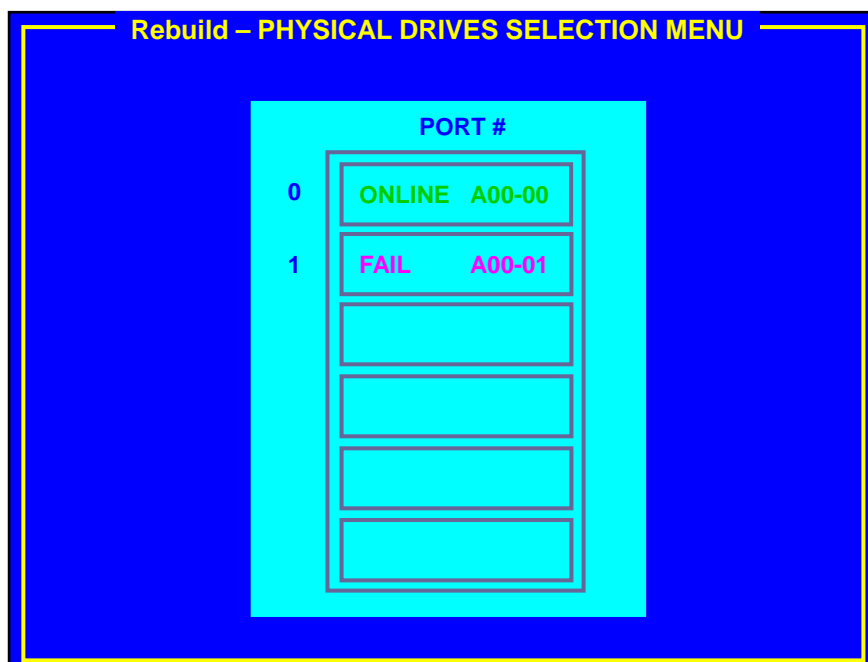 Rebuild – PHYSICAL DRIVES SELECTION MENU
PORT #
0 ONLINE A00-00
1 FAIL A00-01